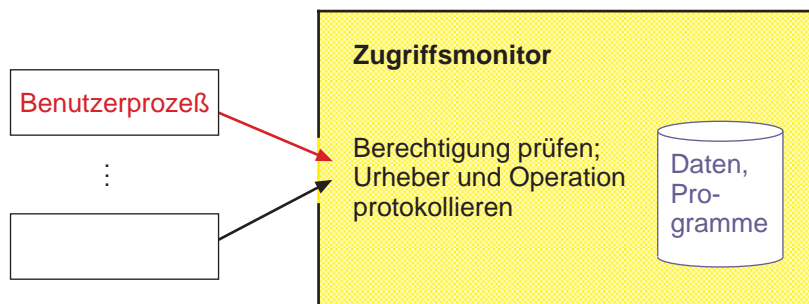 Zugriffsmonitor
Benutzerprozeß
⋮
Berechtigung prüfen;
Urheber und Operation
protokollieren
Daten,
Pro-
gramme